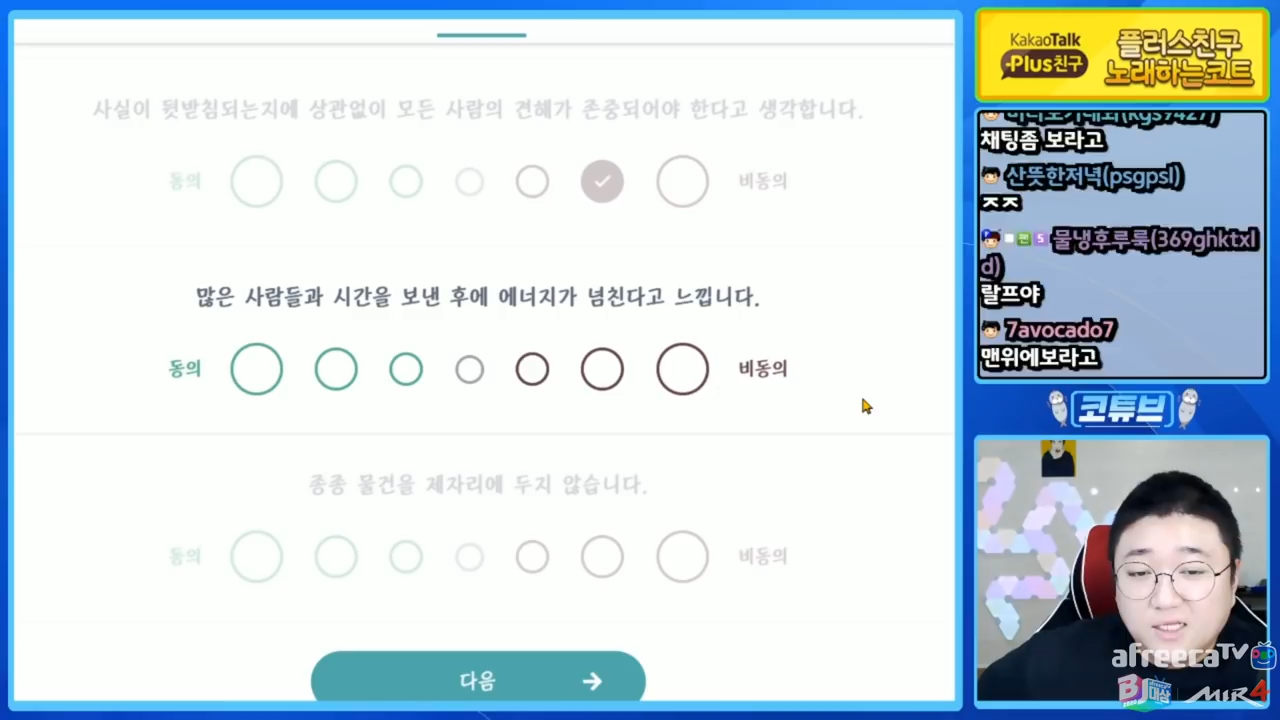 사실이 뒷받침되는지에 상관없이 모든 사람의 견해가 존중되어야 한다고 생각합니다.
동의
비동의
많은 사람들과 시간을 보낸 후에 에너지가 넘친다고 느낍니다.
동의
비동의
종종 물건을 제자리에 두지 않습니다.
동의
비동의
다음
KakaoTalk
Plus친구
플러스친구
노래하는코트
채팅좀 보라고
산뜻한저녁(psgpsl)
ㅈㅈ
팬 5 물냉후루룩(369ghktxl
d)
랄프야
7avocado7
맨위에보라고
코튜브
afreecaTV
BJ대상
MIR4